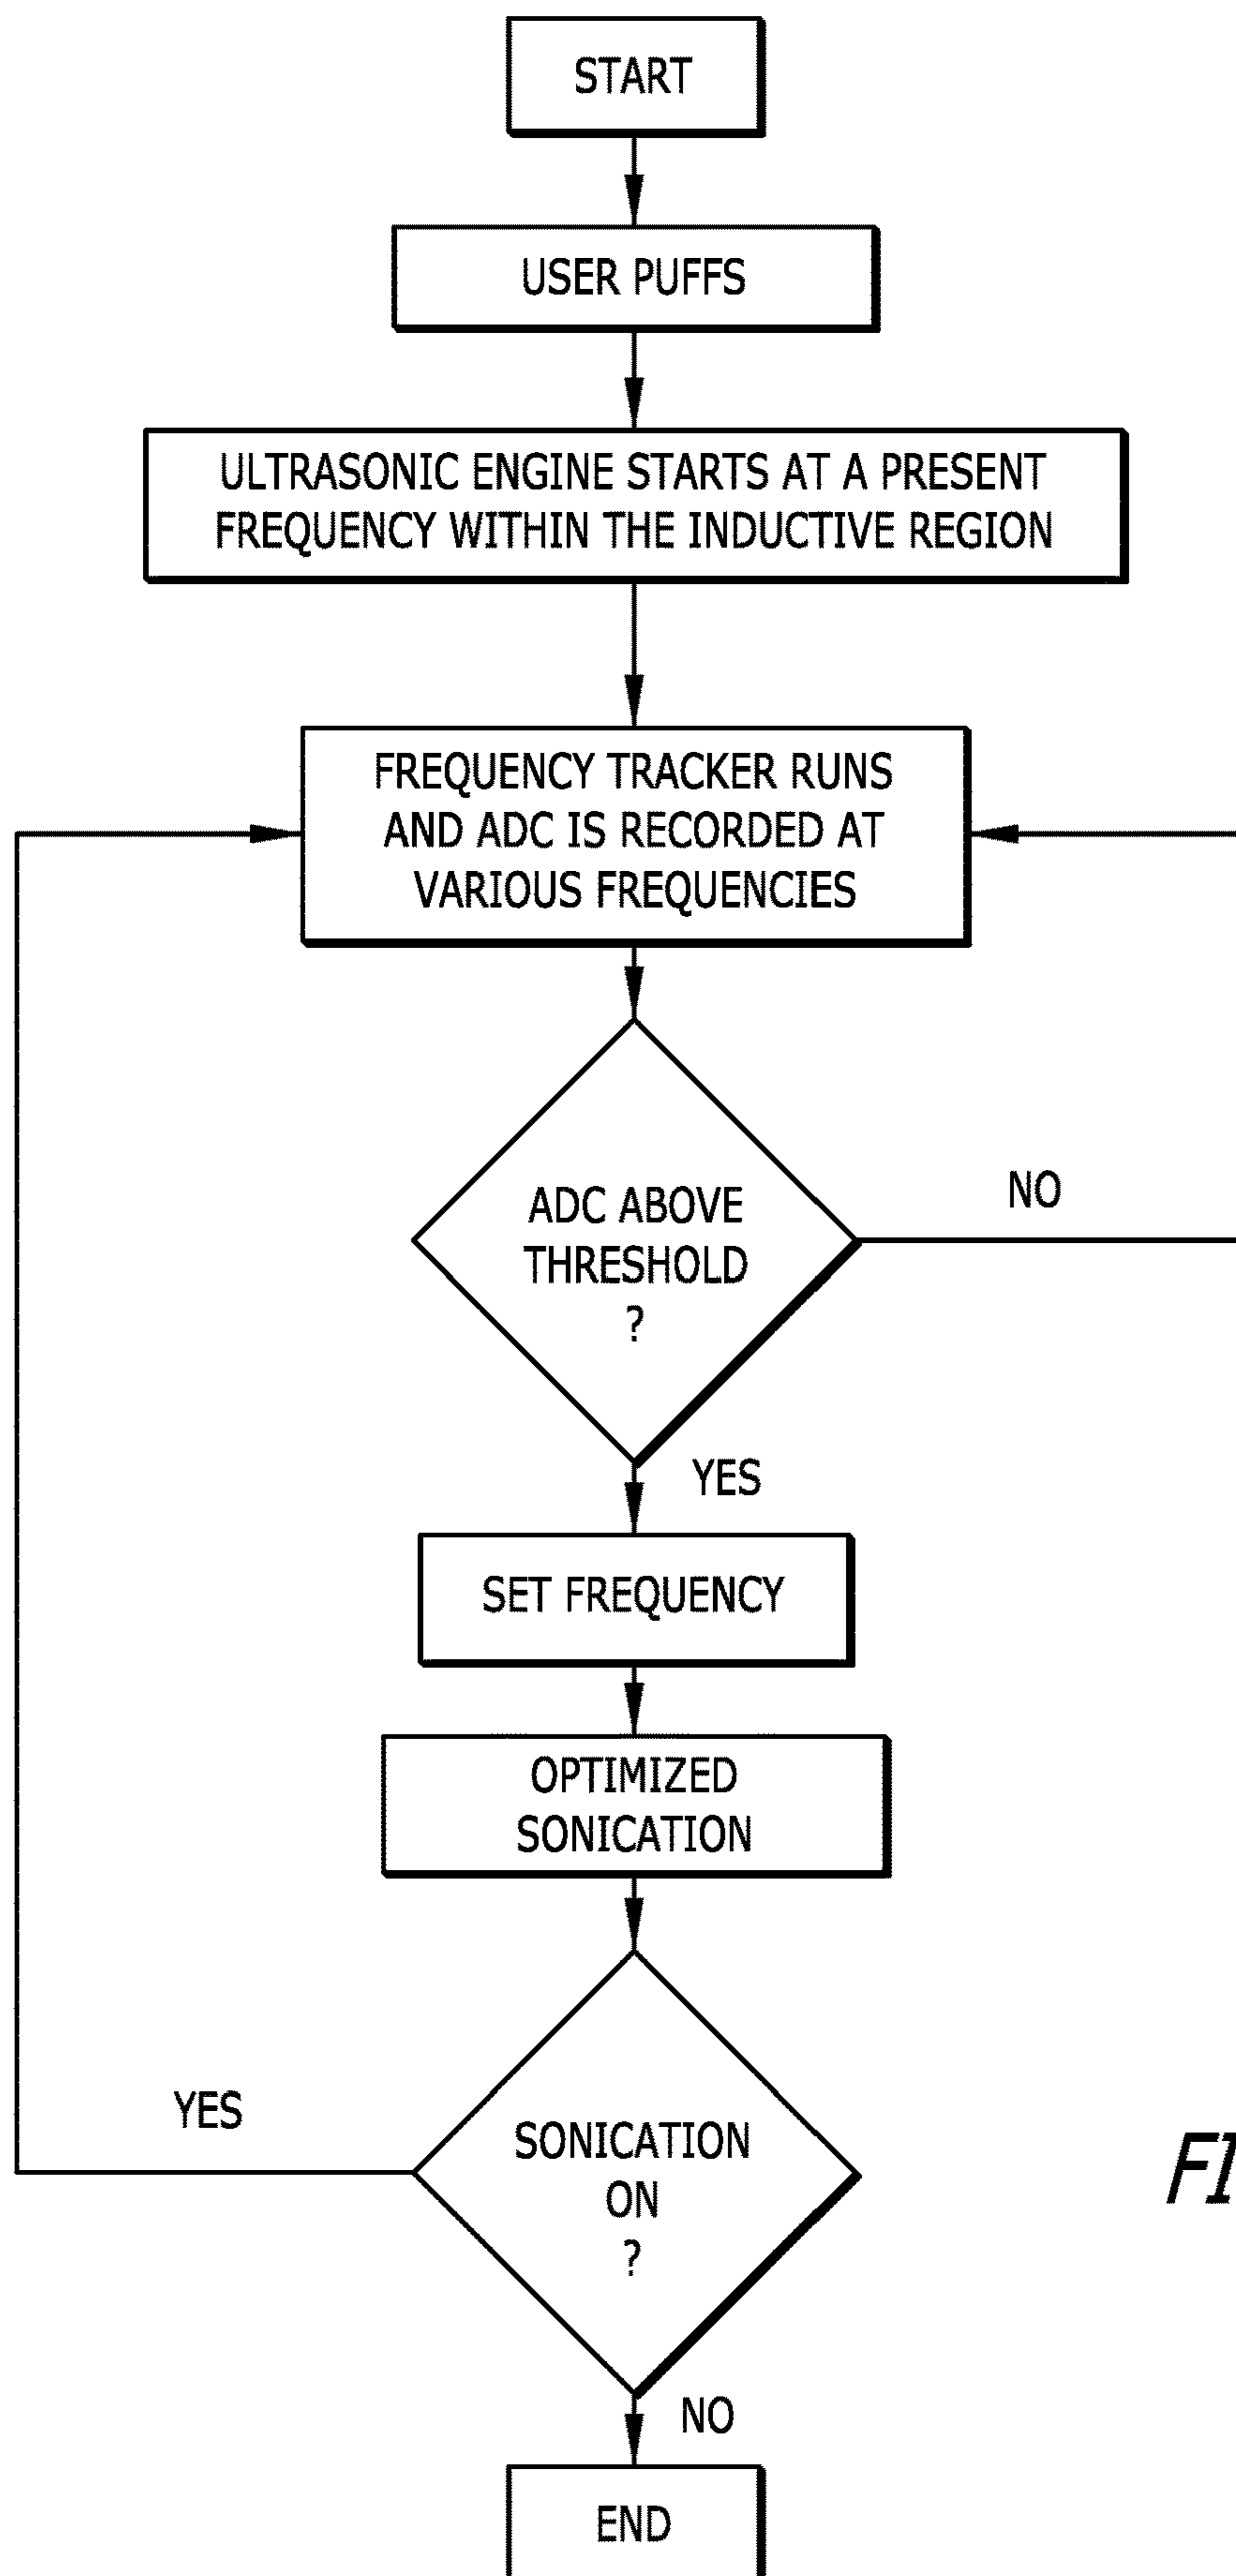 START
USER PUFFS
ULTRASONIC ENGINE STARTS AT A PRESENT
FREQUENCY WITHIN THE INDUCTIVE REGION
FREQUENCY TRACKER RUNS
AND ADC IS RECORDED AT
VARIOUS FREQUENCIES
ADC ABOVE
THRESHOLD
?
NO
YES
SET FREQUENCY
OPTIMIZED
SONICATION
YES
SONICATION
ON
?
FI
NO
END